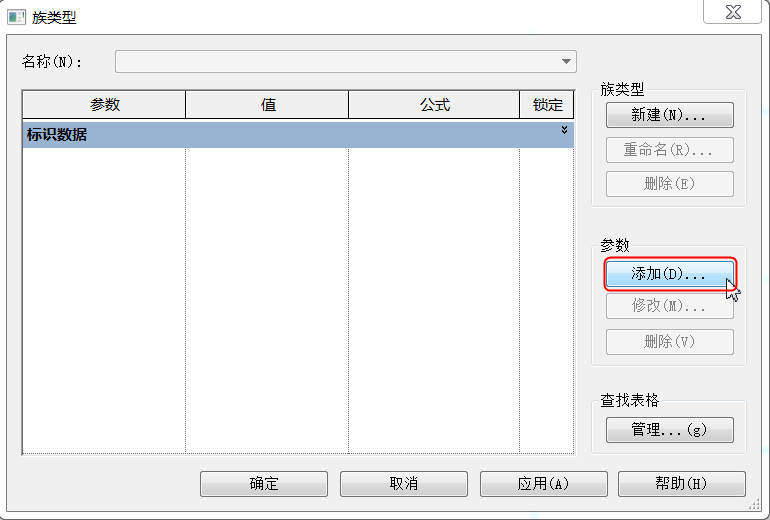 族类型
名称(N):
参数 值 公式 锁定
标识数据
族类型
新建(N)...
重命名(R)...
删除(E)
参数
添加(D)...
修改(M)...
删除(V)
查找表格
管理...(g)
确定 取消 应用(A) 帮助(H)